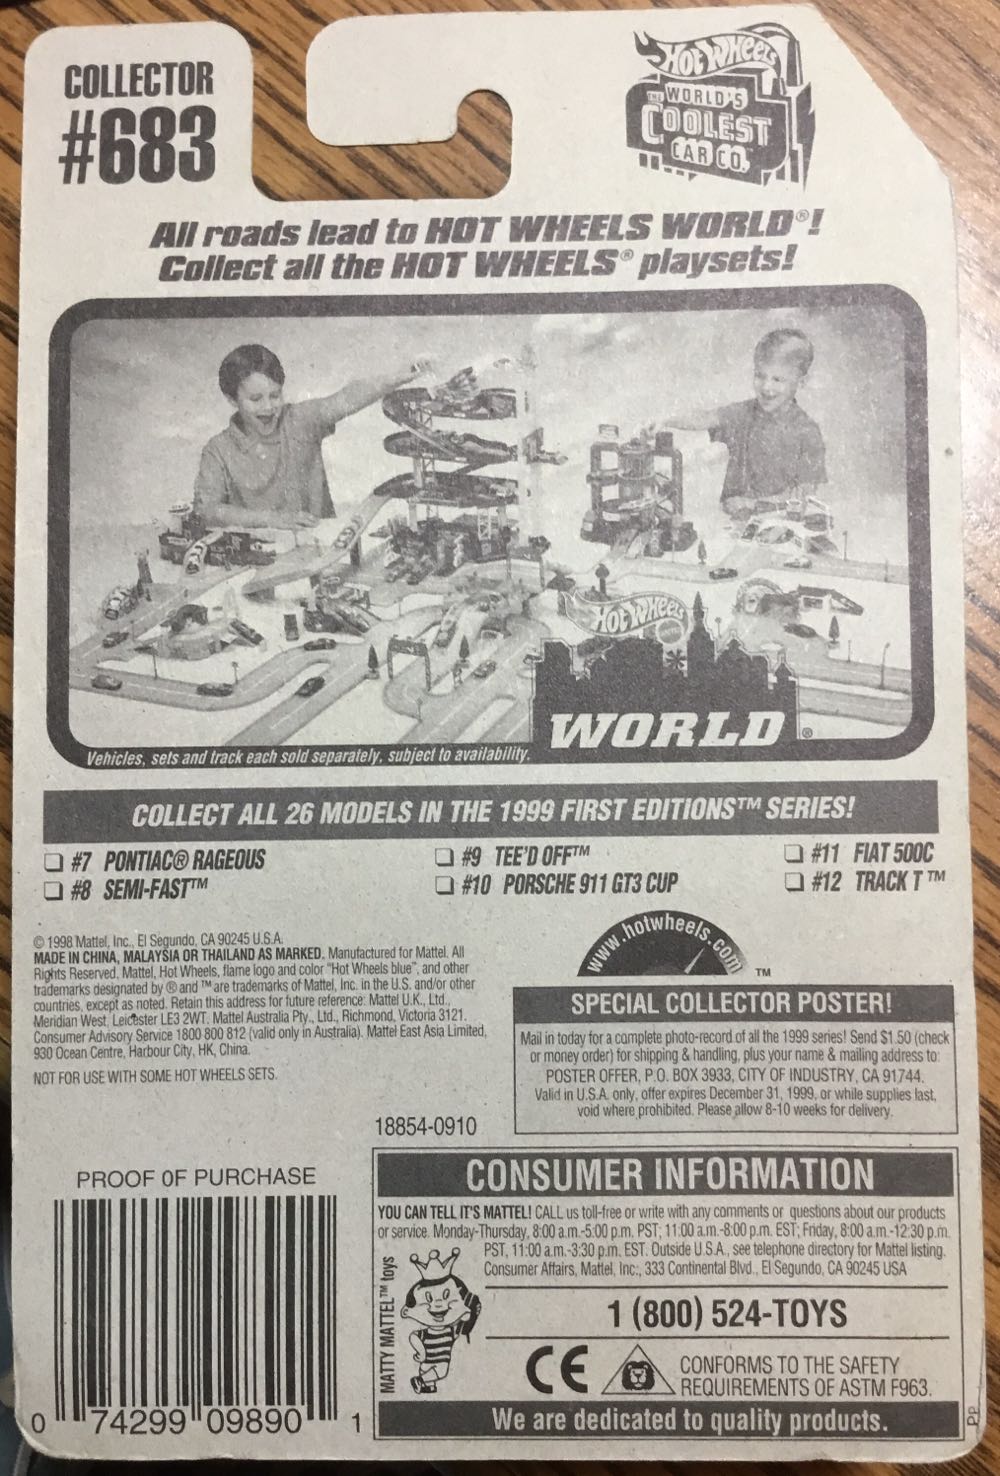 COLLECTOR
#683
HOT WHEELS
THE WORLD'S
COOLEST
CAR CO.
All roads lead to HOT WHEELS WORLD®!
Collect all the HOT WHEELS® playsets!
HOT WHEELS
WORLD ®
Vehicles, sets and track each sold separately, subject to availability.
COLLECT ALL 26 MODELS IN THE 1999 FIRST EDITIONS™ SERIES!
❏ #7 PONTIAC® RAGEOUS
❏ #8 SEMI-FAST™
❏ #9 TEE'D OFF™
❏ #10 PORSCHE 911 GT3 CUP
❏ #11 FIAT 500C
❏ #12 TRACK T™
© 1998 Mattel, Inc., El Segundo, CA 90245 U.S.A.
MADE IN CHINA, MALAYSIA OR THAILAND AS MARKED. Manufactured for Mattel. All
Rights Reserved. Mattel, Hot Wheels, flame logo and color "Hot Wheels blue", and other
trademarks designated by ® and ™ are trademarks of Mattel, Inc. in the U.S. and/or other
countries, except as noted. Retain this address for future reference: Mattel U.K., Ltd.,
Meridian West, Leicester LE3 2WT. Mattel Australia Pty., Ltd., Richmond, Victoria 3121.
Consumer Advisory Service 1800 800 812 (valid only in Australia). Mattel East Asia Limited,
930 Ocean Centre, Harbour City, HK, China.
NOT FOR USE WITH SOME HOT WHEELS SETS.
18854-0910
www.hotwheels.com ™
SPECIAL COLLECTOR POSTER!
Mail in today for a complete photo-record of all the 1999 series! Send $1.50 (check
or money order) for shipping & handling, plus your name & mailing address to:
POSTER OFFER, P.O. BOX 3933, CITY OF INDUSTRY, CA 91744.
Valid in U.S.A. only, offer expires December 31, 1999, or while supplies last,
void where prohibited. Please allow 8-10 weeks for delivery.
PROOF OF PURCHASE
0 74299 09890 1
CONSUMER INFORMATION
YOU CAN TELL IT'S MATTEL! CALL us toll-free or write with any comments or questions about our products
or service. Monday-Thursday, 8:00 a.m.-5:00 p.m. PST; 11:00 a.m.-8:00 p.m. EST; Friday, 8:00 a.m.-12:30 p.m.
PST, 11:00 a.m.-3:30 p.m. EST. Outside U.S.A., see telephone directory for Mattel listing.
Consumer Affairs, Mattel, Inc., 333 Continental Blvd., El Segundo, CA 90245 USA
MATTY MATTEL™ toys
1 (800) 524-TOYS
CE
CONFORMS TO THE SAFETY
REQUIREMENTS OF ASTM F963.
We are dedicated to quality products.
PP